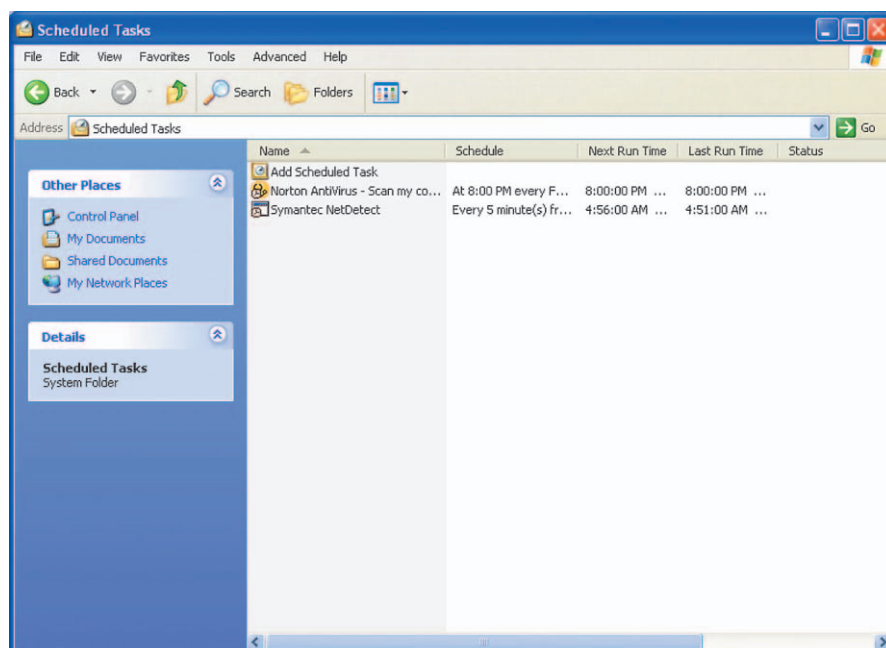 Scheduled Tasks
File Edit View Favorites Tools Advanced Help
Back Search Folders
Address Scheduled Tasks Go
Name Schedule Next Run Time Last Run Time Status
Add Scheduled Task
Norton AntiVirus - Scan my co... At 8:00 PM every F... 8:00:00 PM ... 8:00:00 PM ...
Symantec NetDetect Every 5 minute(s) fr... 4:56:00 AM ... 4:51:00 AM ...
Other Places
Control Panel
My Documents
Shared Documents
My Network Places
Details
Scheduled Tasks
System Folder